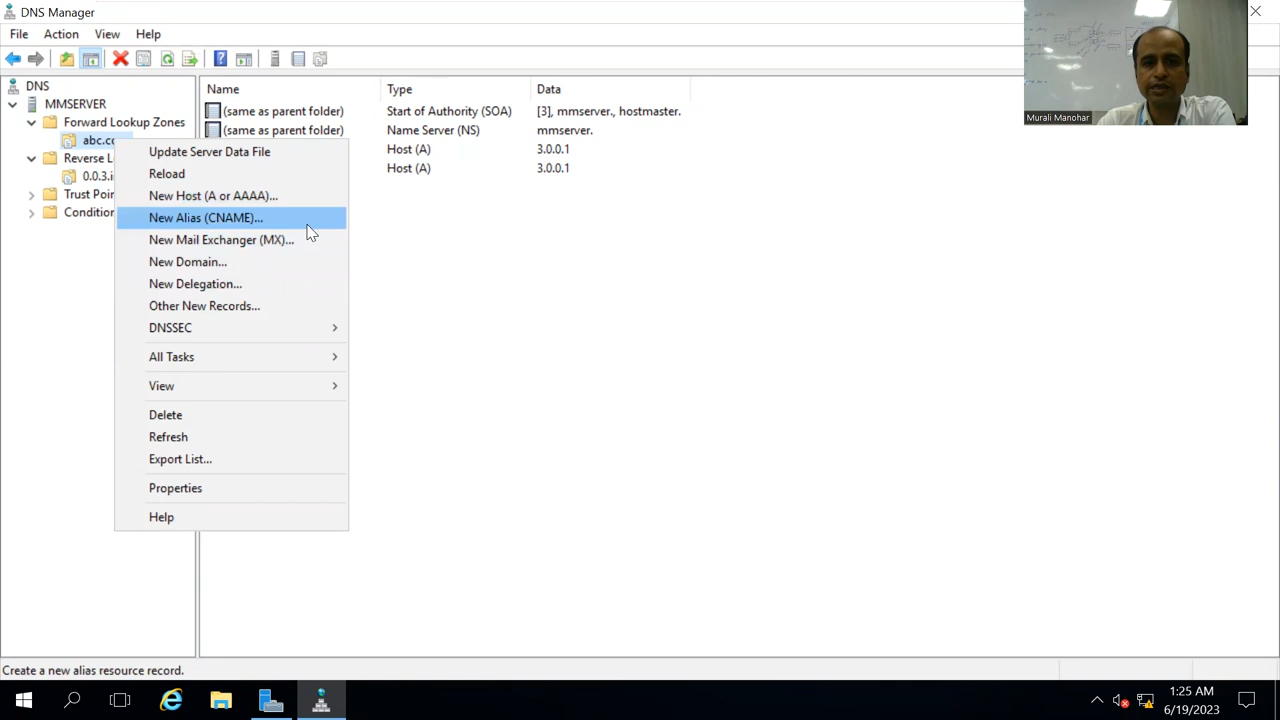 DNS Manager
File Action View Help
DNS
MMSERVER
Forward Lookup Zones
abc.co
Reverse L
0.0.3.i
Trust Poin
Condition
Name Type Data
(same as parent folder) Start of Authority (SOA) [3], mmserver., hostmaster.
(same as parent folder) Name Server (NS) mmserver.
Host (A) 3.0.0.1
Host (A) 3.0.0.1
Update Server Data File
Reload
New Host (A or AAAA)...
New Alias (CNAME)...
New Mail Exchanger (MX)...
New Domain...
New Delegation...
Other New Records...
DNSSEC
All Tasks
View
Delete
Refresh
Export List...
Properties
Help
Murali Manohar
Create a new alias resource record.
1:25 AM
6/19/2023